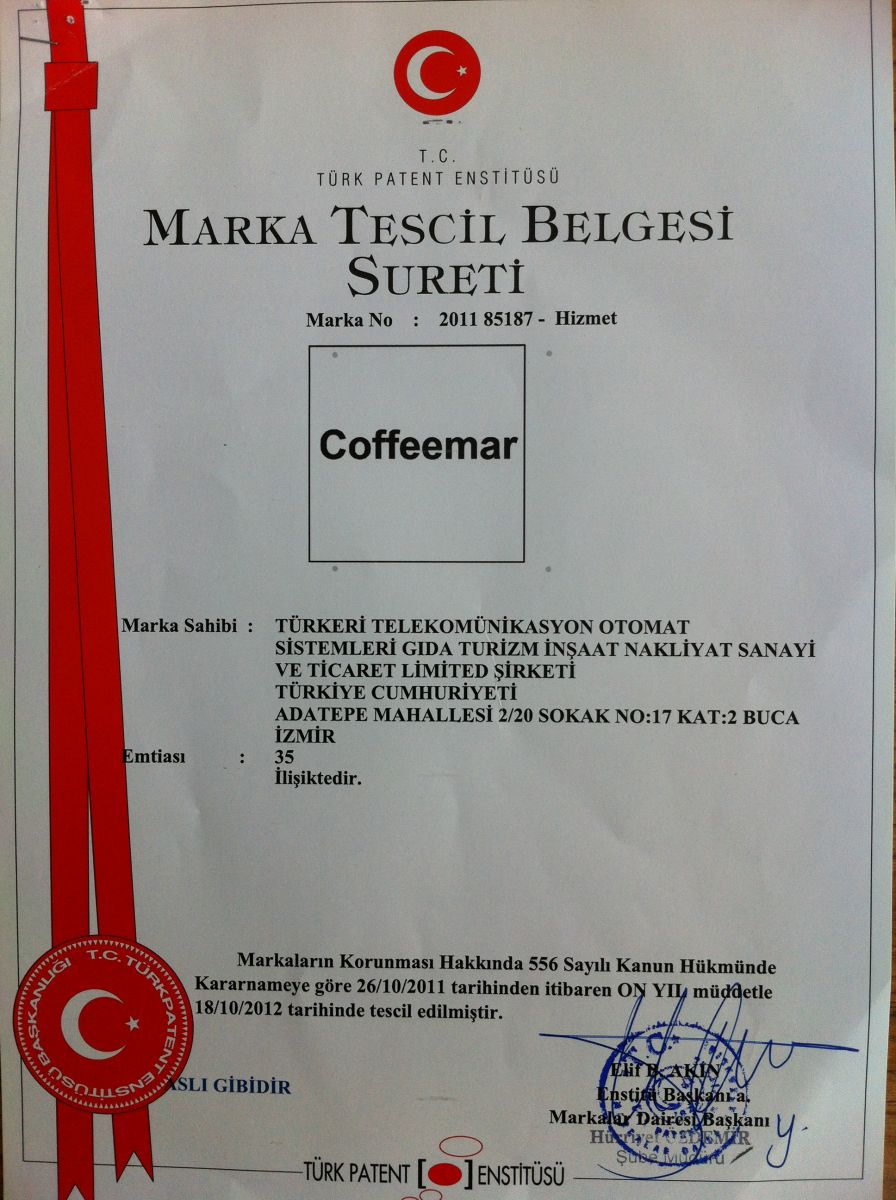 T.C.
TÜRK PATENT ENSTİTÜSÜ
MARKA TESCİL BELGESİ
SURETİ
Marka No : 2011 85187 - Hizmet
Coffeemar
Marka Sahibi : TÜRKERİ TELEKOMÜNİKASYON OTOMAT
SİSTEMLERİ GIDA TURİZM İNŞAAT NAKLİYAT SANAYİ
VE TİCARET LİMİTED ŞİRKETİ
TÜRKİYE CUMHURİYETİ
ADATEPE MAHALLESİ 2/20 SOKAK NO:17 KAT:2 BUCA
İZMİR
Emtiası : 35
İlişiktedir.
Markaların Korunması Hakkında 556 Sayılı Kanun Hükmünde
Kararnameye göre 26/10/2011 tarihinden itibaren ON YIL müddetle
18/10/2012 tarihinde tescil edilmiştir.
T.C. TÜRK PATENT ENSTİTÜSÜ BAŞKANLIĞI
ASLI GİBİDİR
Elif B. AKIN
Enstitü Başkanı a.
Markalar Dairesi Başkanı
Şube Müdürü
TÜRK PATENT ENSTİTÜSÜ